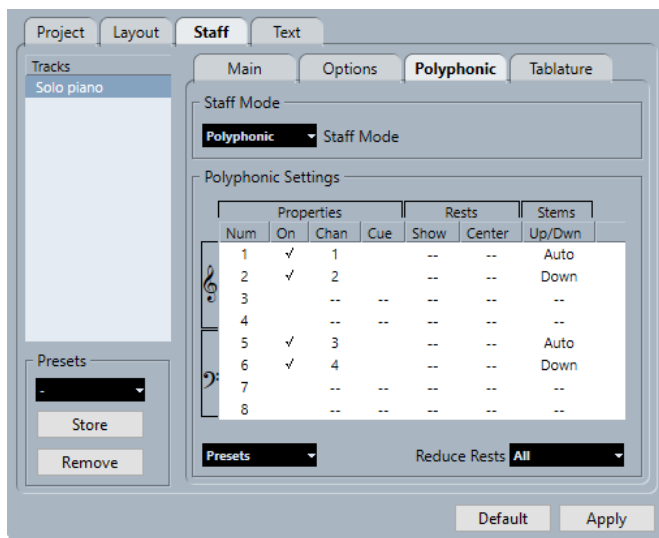 Project Layout Staff Text
Tracks
Solo piano
Main Options Polyphonic Tablature
Staff Mode
Polyphonic Staff Mode
Polyphonic Settings
Properties Rests Stems
Num On Chan Cue Show Center Up/Dwn
1 √ 1 -- -- Auto
2 √ 2 -- -- Down
3 -- -- -- -- --
4 -- -- -- -- --
5 √ 3 -- -- Auto
6 √ 4 -- -- Down
7 -- -- -- -- --
8 -- -- -- -- --
Presets
-
Store
Remove
Presets Reduce Rests All
Default Apply